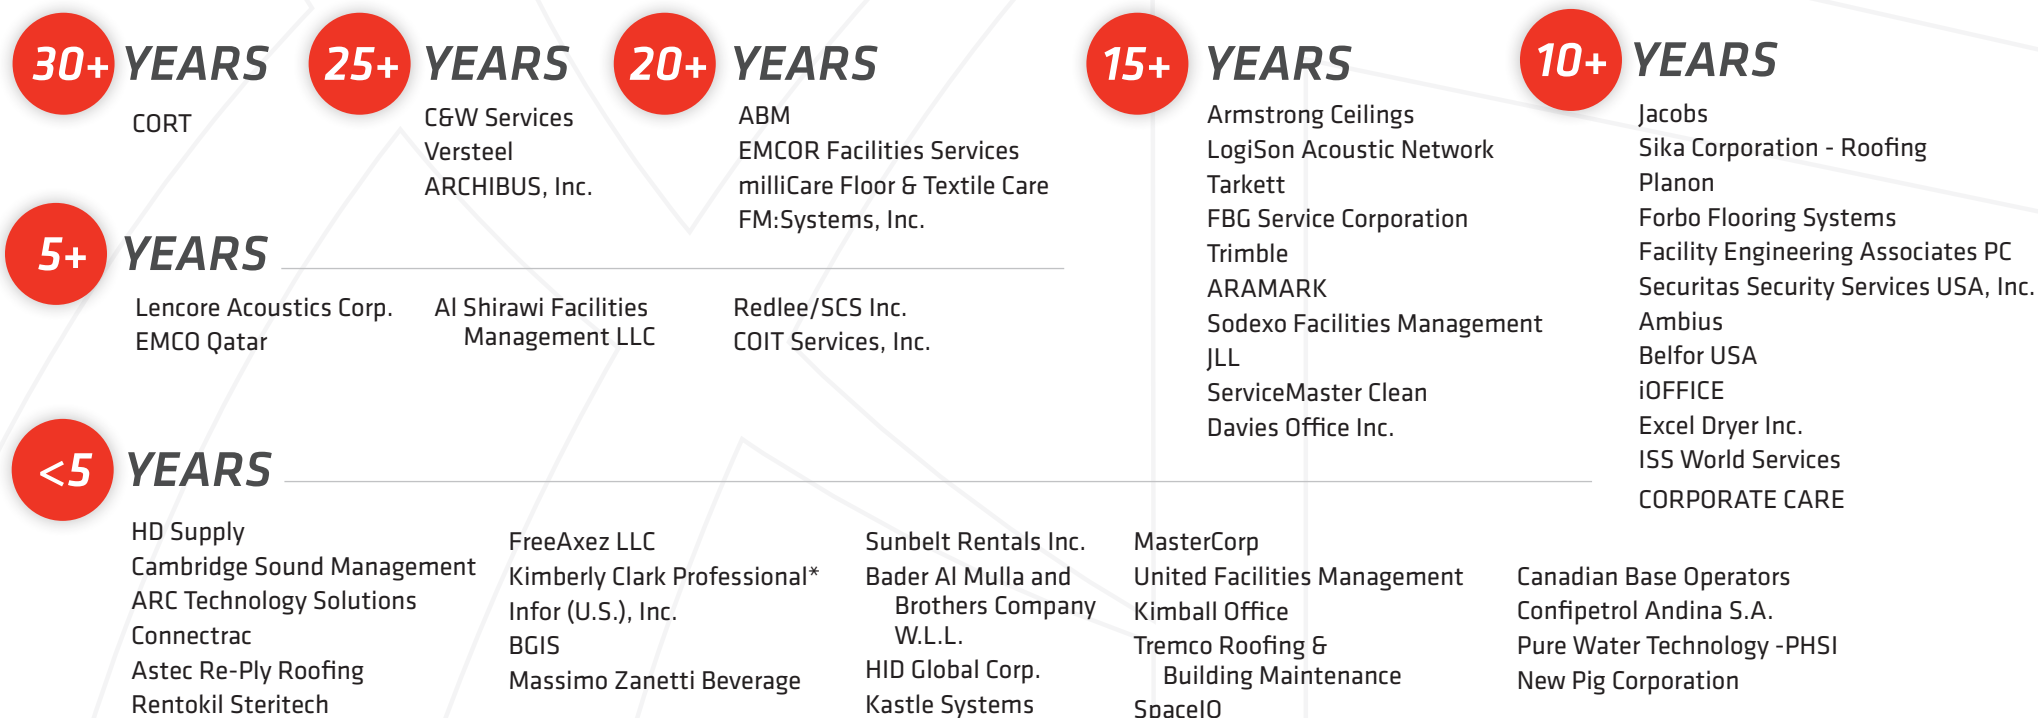 30+ YEARS
CORT
25+ YEARS
C&W Services
Versteel
ARCHIBUS, Inc.
20+ YEARS
ABM
EMCOR Facilities Services
milliCare Floor & Textile Care
FM:Systems, Inc.
15+ YEARS
Armstrong Ceilings
LogiSon Acoustic Network
Tarkett
FBG Service Corporation
Trimble
ARAMARK
Sodexo Facilities Management
JLL
ServiceMaster Clean
Davies Office Inc.
10+ YEARS
Jacobs
Sika Corporation - Roofing
Planon
Forbo Flooring Systems
Facility Engineering Associates PC
Securitas Security Services USA, Inc.
Ambius
Belfor USA
iOFFICE
Excel Dryer Inc.
ISS World Services
CORPORATE CARE
5+ YEARS
Lencore Acoustics Corp.
EMCO Qatar
Al Shirawi Facilities
Management LLC
Redlee/SCS Inc.
COIT Services, Inc.
<5 YEARS
HD Supply
Cambridge Sound Management
ARC Technology Solutions
Connectrac
Astec Re-Ply Roofing
Rentokil Steritech
FreeAxez LLC
Kimberly Clark Professional*
Infor (U.S.), Inc.
BGIS
Massimo Zanetti Beverage
Sunbelt Rentals Inc.
Bader Al Mulla and
Brothers Company
W.L.L.
HID Global Corp.
Kastle Systems
MasterCorp
United Facilities Management
Kimball Office
Tremco Roofing &
Building Maintenance
SpaceIQ
Canadian Base Operators
Confipetrol Andina S.A.
Pure Water Technology -PHSI
New Pig Corporation